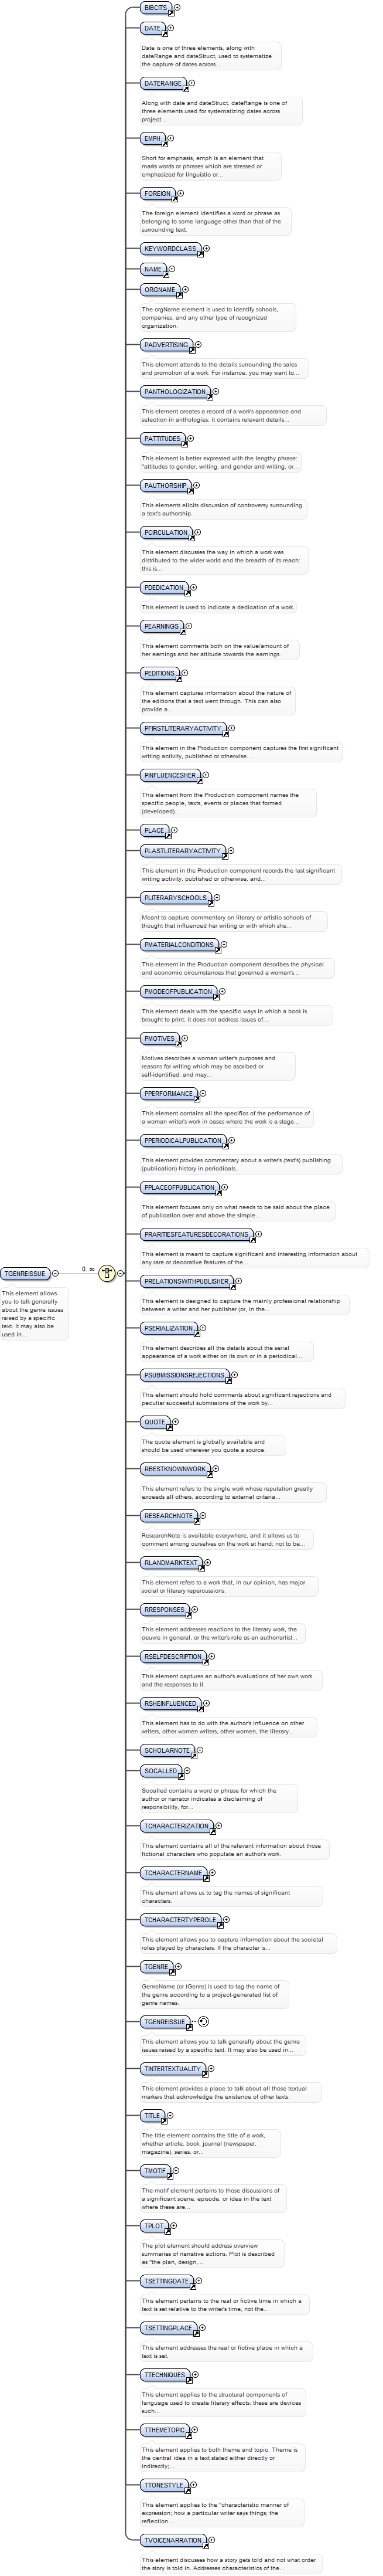 BIBCITS
DATE
Date is one of three elements, along with
dateRange and dateStruct, used to systematize
the capture of dates across...
DATERANGE
Along with date and dateStruct, dateRange is one of
three elements used for systematizing dates across
project...
EMPH
Short for emphasis, emph is an element that
marks words or phrases which are stressed or
emphasized for linguistic or...
FOREIGN
The foreign element identifies a word or phrase as
belonging to some language other than that of the
surrounding text.
KEYWORDCLASS
NAME
ORGNAME
The orgName element is used to identify schools,
companies, and any other type of recognized
organization.
PADVERTISING
This element attends to the details surrounding the sales
and promotion of a work. For instance, you may want to...
PANTHOLOGIZATION
This element creates a record of a work's appearance and
selection in anthologies; it contains relevant details...
PATTITUDES
This element is better expressed with the lengthy phrase:
"attitudes to gender, writing, and gender and writing, or...
PAUTHORSHIP
This elements elicits discussion of controversy surrounding
a text's authorship.
PCIRCULATION
This element discusses the way in which a work was
distributed to the wider world and the breadth of its reach:
this is...
PDEDICATION
This element is used to indicate a dedication of a work.
PEARNINGS
This element comments both on the value/amount of
her earnings and her attitude towards the earnings.
PEDITIONS
This element captures information about the nature of
the editions that a text went through. This can also
provide a...
PFIRSTLITERARYACTIVITY
This element in the Production component captures the first significant
writing activity, published or otherwise....
PINFLUENCESHER
This element from the Production component names the
specific people, texts, events or places that formed
(developed)...
PLACE
PLASTLITERARYACTIVITY
This element in the Production component records the last significant
writing activity, published or otherwise, and...
PLITERARYSCHOOLS
Meant to capture commentary on literary or artistic schools of
thought that influenced her writing or with which she...
PMATERIALCONDITIONS
This element in the Production component describes the physical
and economic circumstances that governed a woman's...
PMODEOFPUBLICATION
This element deals with the specific ways in which a book is
brought to print; it does not address issues of...
PMOTIVES
Motives describes a woman writer's purposes and
reasons for writing which may be ascribed or
self-identified, and may...
PPERFORMANCE
This element contains all the specifics of the performance of
a woman writer's work in cases where the work is a stage...
PPERIODICALPUBLICATION
This element provides commentary about a writer's (text's) publishing
(publication) history in periodicals.
PPLACEOFPUBLICATION
This element focuses only on what needs to be said about the place
of publication over and above the simple...
PRARITIESFEATURESDECORATIONS
This element is meant to capture significant and interesting information about
any rare or decorative features of the...
PRELATIONSWITHPUBLISHER
This element is designed to capture the mainly professional relationship
between a writer and her publisher (or, in the...
PSERIALIZATION
This element describes all the details about the serial
appearance of a work either on its own or in a periodical...
PSUBMISSIONSREJECTIONS
This element should hold comments about significant rejections and
peculiar successful submissions of the work by...
QUOTE
The quote element is globally available and
should be used wherever you quote a source.
RBESTKNOWNWORK
This element refers to the single work whose reputation greatly
exceeds all others, according to external criteria...
RESEARCHNOTE
ResearchNote is available everywhere, and it allows us to
comment among ourselves on the work at hand; not to be...
RLANDMARKTEXT
This element refers to a work that, in our opinion, has major
social or literary repercussions.
RRESPONSES
This element addresses reactions to the literary work, the
oeuvre in general, or the writer's role as an author/artist...
RSELFDESCRIPTION
This element captures an author's evaluations of her own work
and the responses to it.
RSHEINFLUENCED
This element has to do with the author's influence on other
writers, other women writers, other women, the literary...
SCHOLARNOTE
SOCALLED
Socalled contains a word or phrase for which the
author or narrator indicates a disclaiming of
responsibility, for...
TCHARACTERIZATION
This element contains all of the relevant information about those
fictional characters who populate an author's work.
TCHARACTERNAME
This element allows us to tag the names of significant
characters.
TCHARACTERTYPEROLE
This element allows you to capture information about the societal
roles played by characters. If the character is...
TGENRE
GenreName (or tGenre) is used to tag the name of
the genre according to a project-generated list of
genre names.
TGENREISSUE
This element allows you to talk generally about the genre
issues raised by a specific text. It may also be used in...
TINTERTEXTUALITY
This element provides a place to talk about all those textual
markers that acknowledge the existence of other texts.
TITLE
The title element contains the title of a work,
whether article, book, journal (newspaper,
magazine), series, or...
TMOTIF
The motif element pertains to those discussions of
a significant scene, episode, or idea in the text
where these are...
TPLOT
The plot element should address overview
summaries of narrative actions. Plot is described
as "the plan, design,...
TSETTINGDATE
This element pertains to the real or fictive time in which a
text is set relative to the writer's time, not the...
TSETTINGPLACE
This element addresses the real or fictive place in which a
text is set.
TTECHNIQUES
This element applies to the structural components of
language used to create literary effects: these are devices
such...
TTHEMETOPIC
This element applies to both theme and topic. Theme is
the central idea in a text stated either directly or
indirectly;...
TTONESTYLE
This element applies to the "characteristic manner of
expression; how a particular writer says things; the
reflection...
TVOICENARRATION
This element discusses how a story gets told and not what order
the story is told in. Addresses characteristics of the...
TGENREISSUE
0..∞
This element allows
you to talk generally
about the genre issues
raised by a specific
text. It may also be
used in...